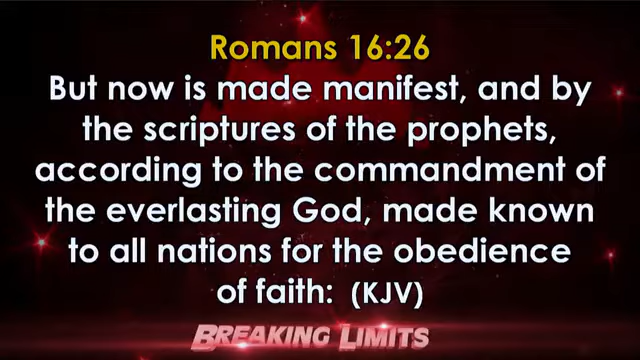 Romans 16:26
But now is made manifest, and by
the scriptures of the prophets,
according to the commandment of
the everlasting God, made known
to all nations for the obedience
of faith: (KJV)
BREAKING LIMITS